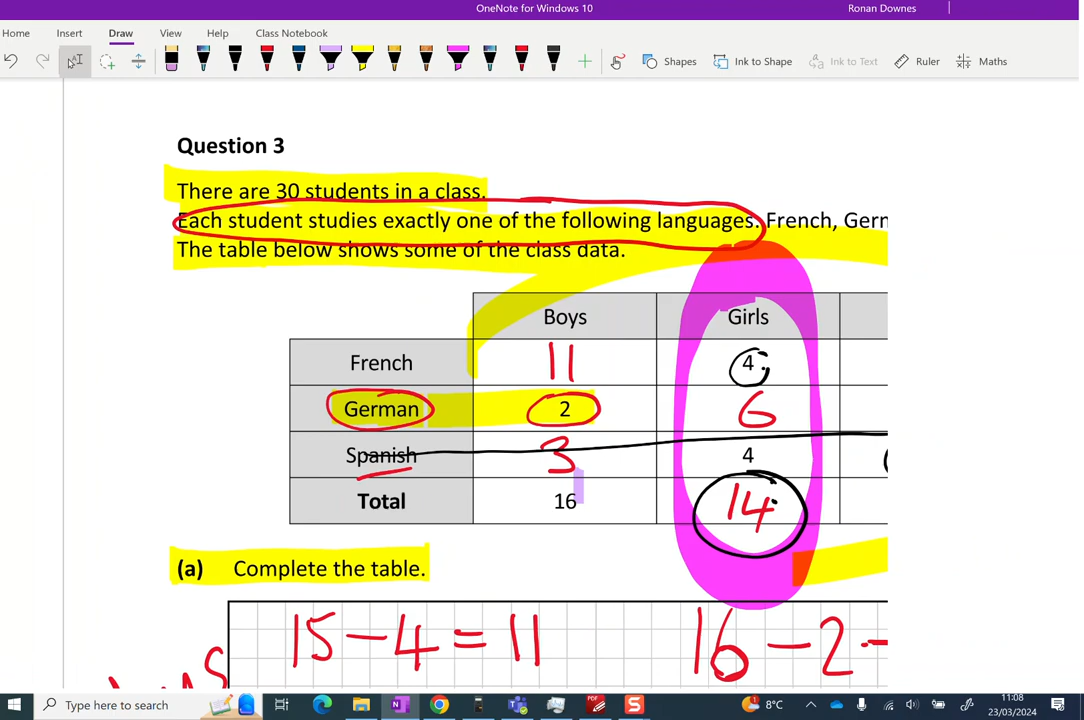 OneNote for Windows 10
Ronan Downes
Home Insert Draw View Help Class Notebook
Shapes Ink to Shape Ink to Text Ruler Maths
Question 3
There are 30 students in a class.
Each student studies exactly one of the following languages. French, Germ
The table below shows some of the class data.
Boys Girls
French 11 4
German 2 6
Spanish 3 4
Total 16 14
(a) Complete the table.
15-4=11 16-2-
Type here to search
8°C
11:08
23/03/2024